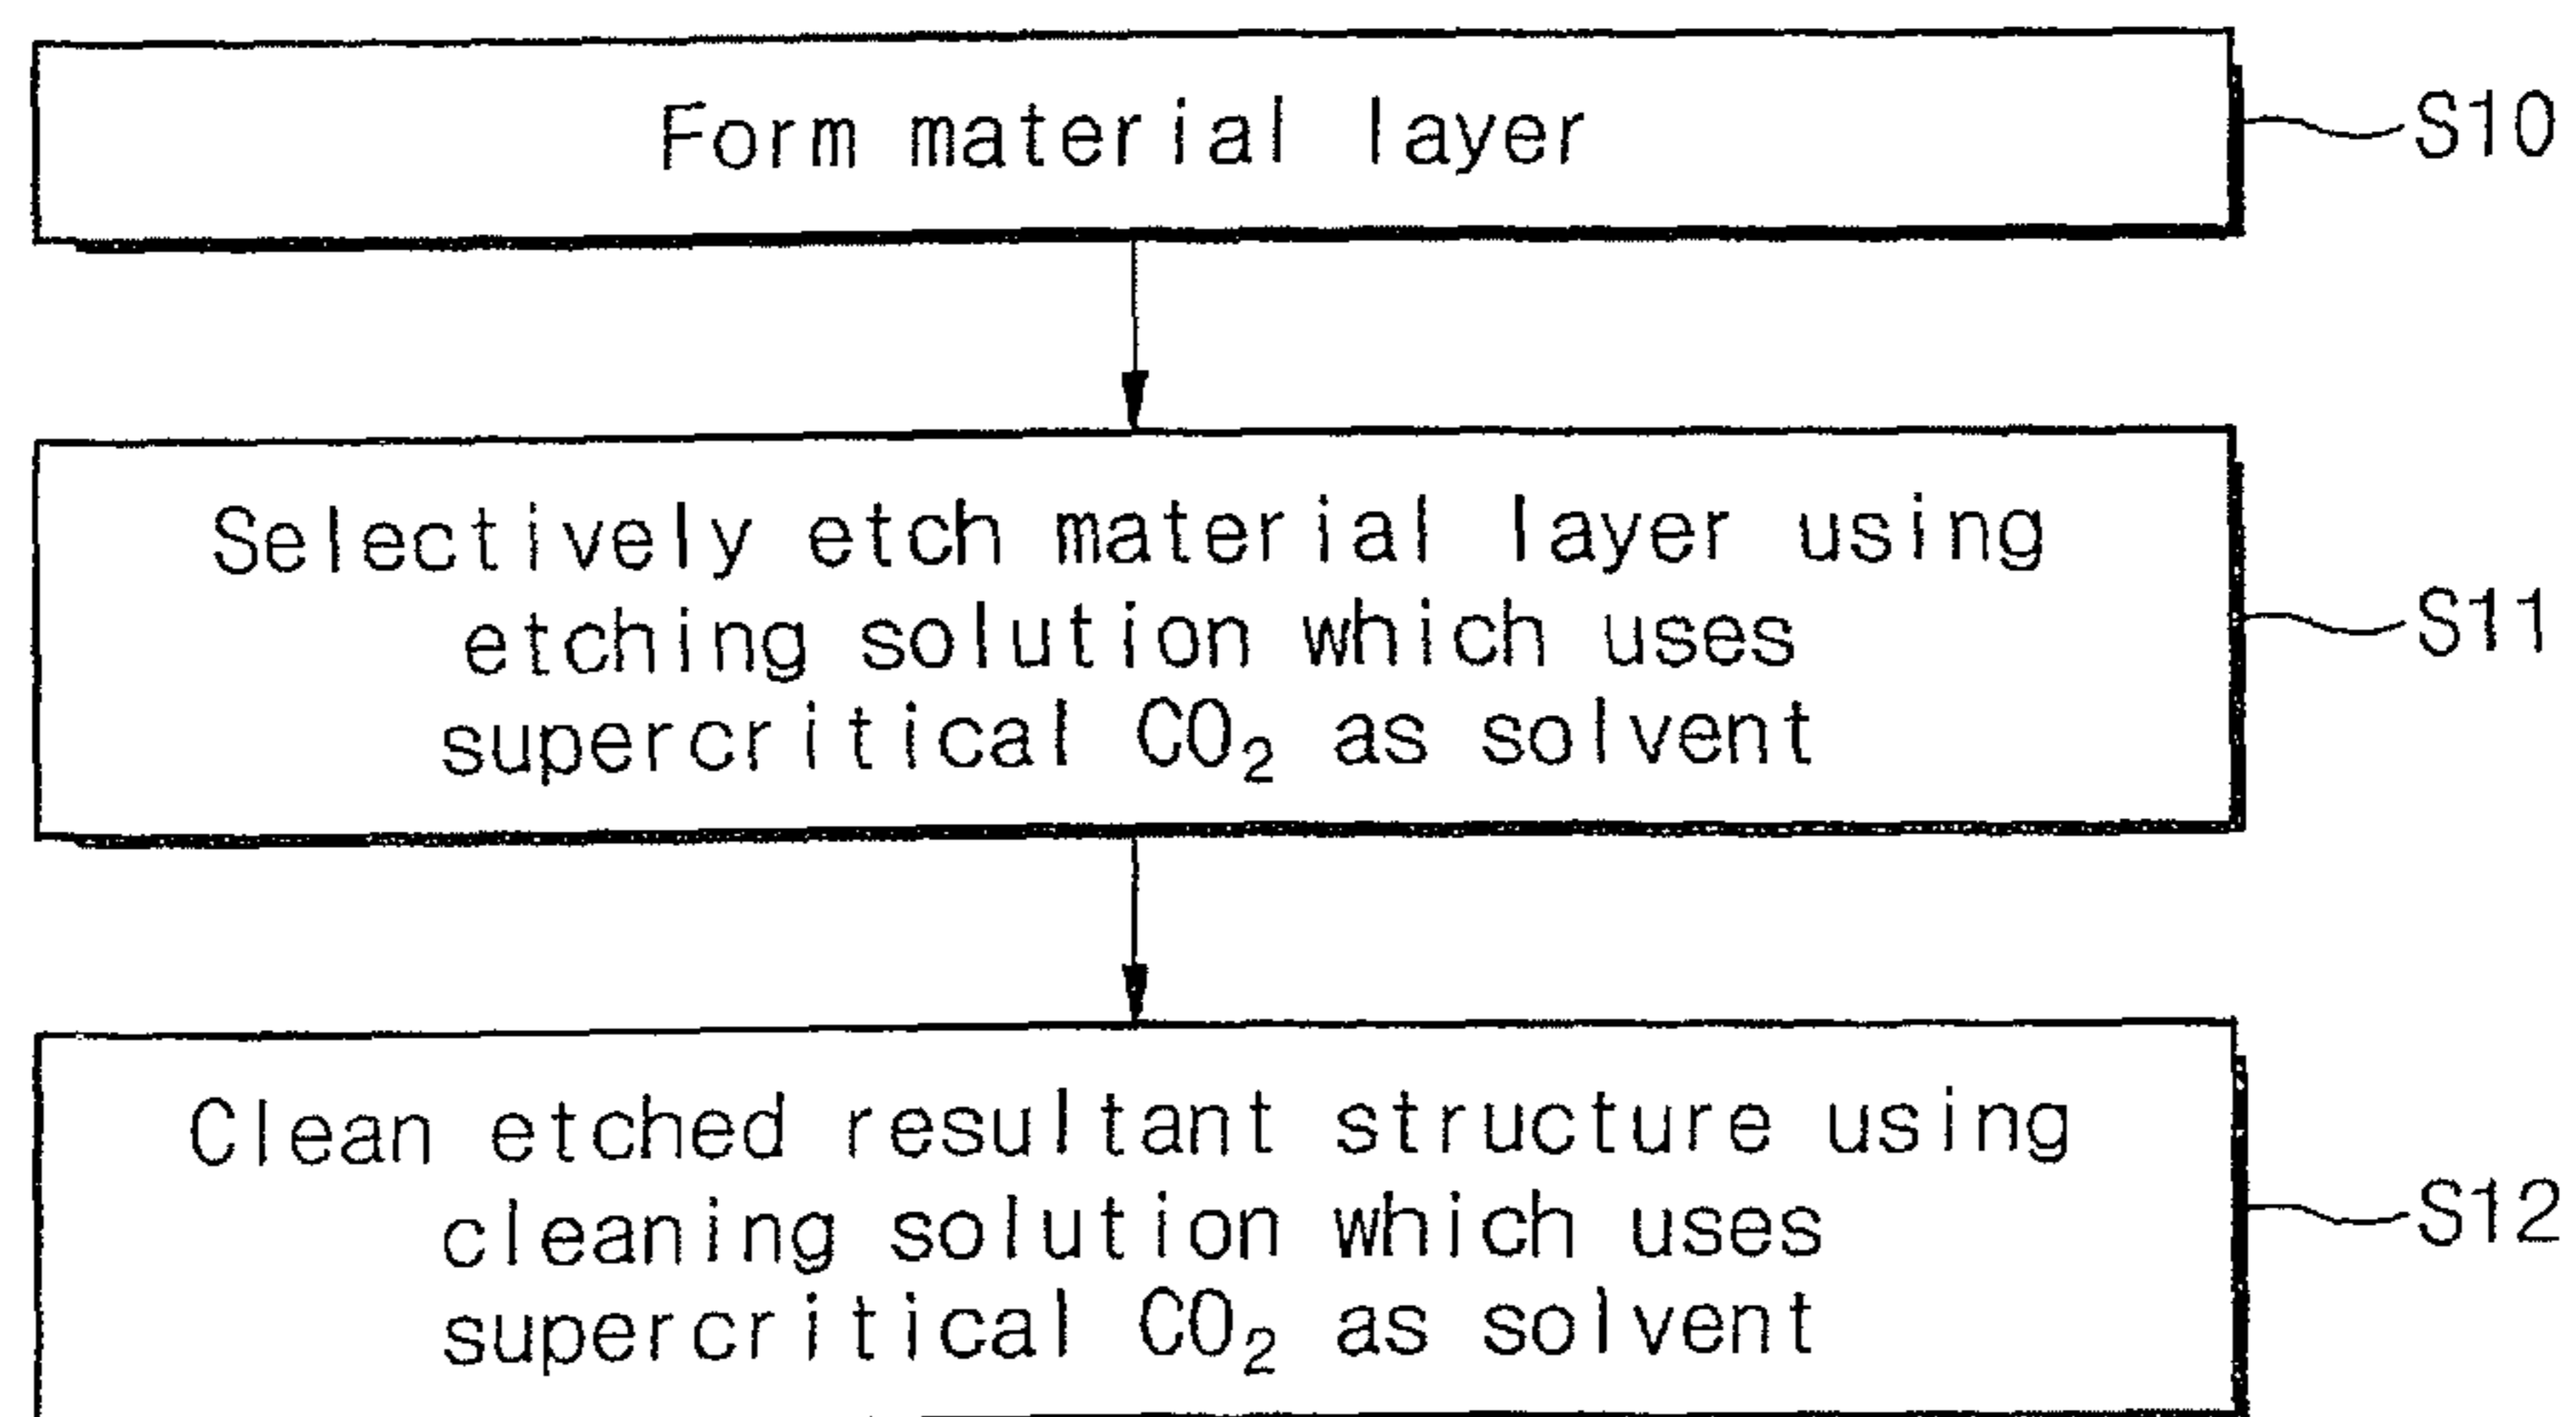 Form material layer
S10
Selectively etch material layer using
etching solution which uses
supercritical CO₂ as solvent
S11
Clean etched resultant structure using
cleaning solution which uses
supercritical CO₂ as solvent
S12